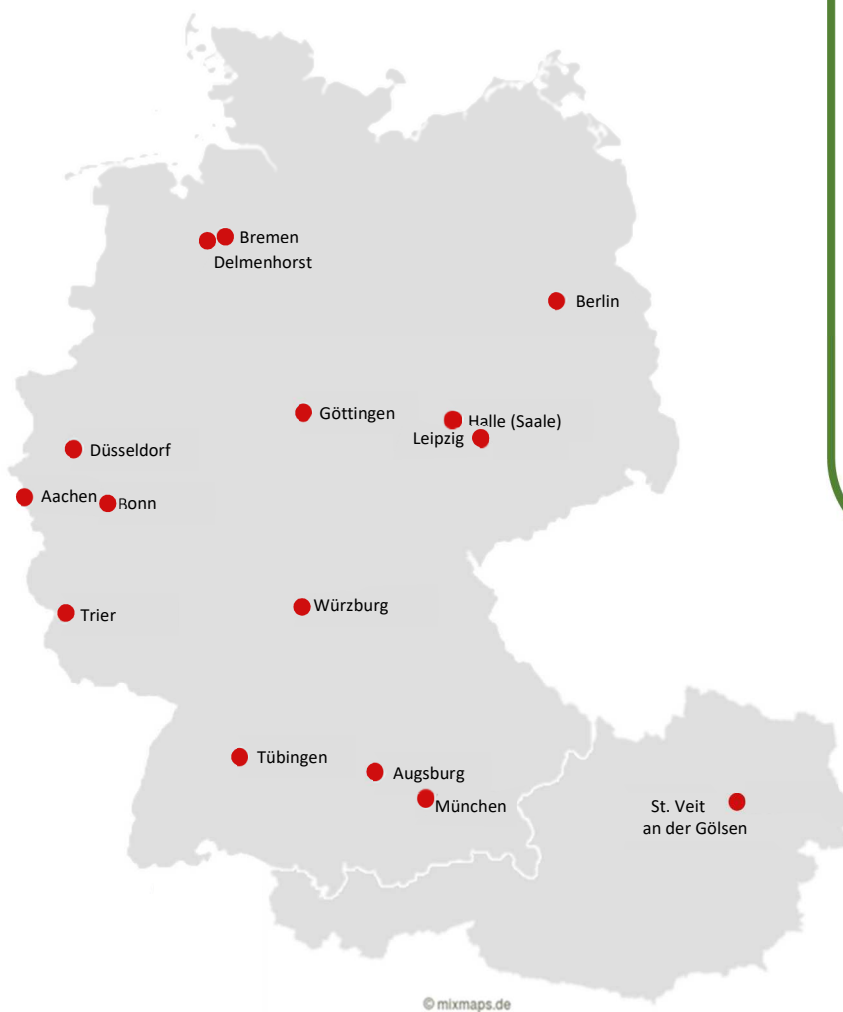 Bremen
Delmenhorst
Berlin
Göttingen
Halle (Saale)
Leipzig
Düsseldorf
Aachen
Bonn
Würzburg
Trier
Tübingen
Augsburg
München
St. Veit
an der Gölsen
© mixmaps.de